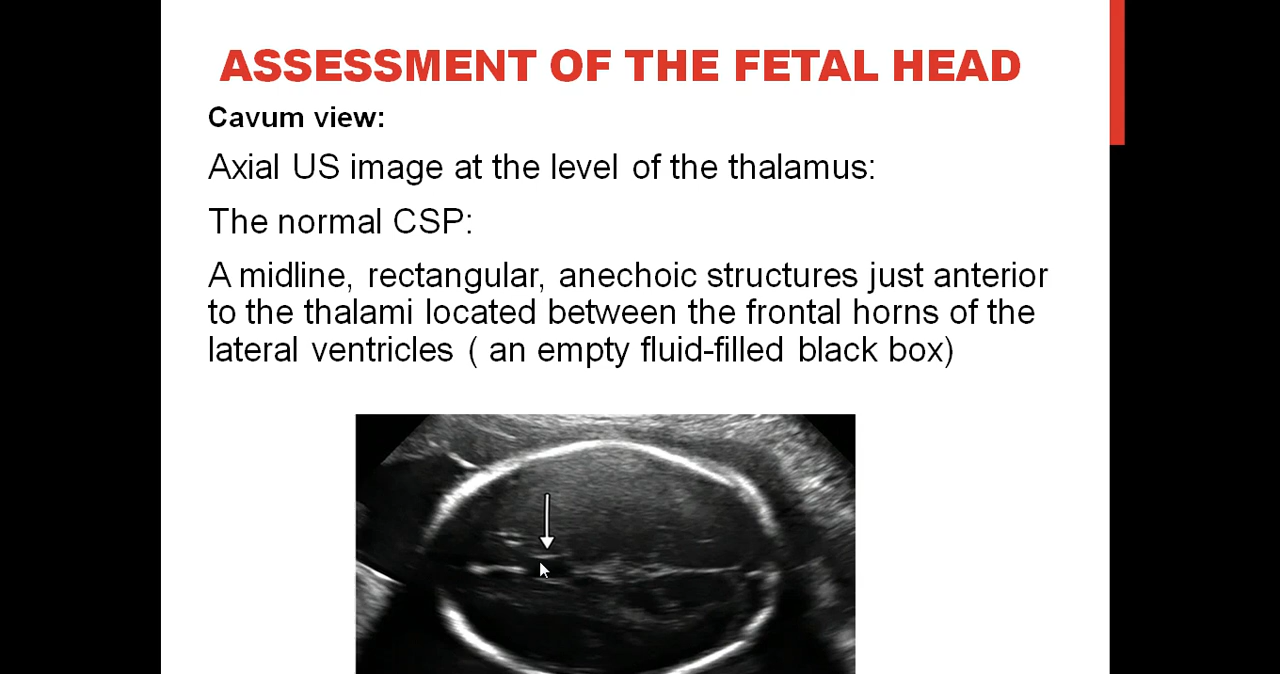 ASSESSMENT OF THE FETAL HEAD
Cavum view:
Axial US image at the level of the thalamus:
The normal CSP:
A midline, rectangular, anechoic structures just anterior
to the thalami located between the frontal horns of the
lateral ventricles ( an empty fluid-filled black box)